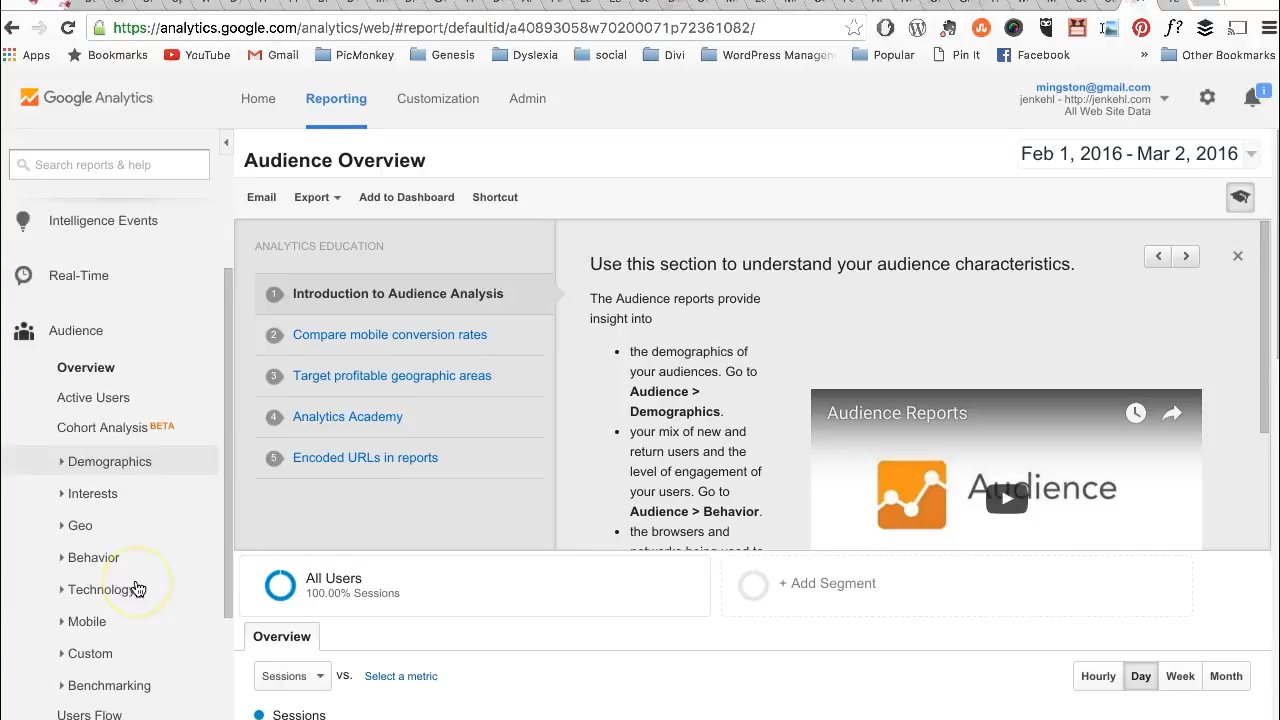 https://analytics.google.com/analytics/web/#report/defaultid/a40893058w70200071p72361082/
Apps Bookmarks YouTube Gmail PicMonkey Genesis Dyslexia social Divi WordPress Managem Popular Pin It Facebook » Other Bookmarks
Google Analytics
Home Reporting Customization Admin
mingston@gmail.com
jenkehl - http://jenkehl.com
All Web Site Data
Search reports & help
Intelligence Events
Real-Time
Audience
Overview
Active Users
Cohort Analysis BETA
Demographics
Interests
Geo
Behavior
Technology
Mobile
Custom
Benchmarking
Users Flow
Audience Overview
Feb 1, 2016 - Mar 2, 2016
Email Export Add to Dashboard Shortcut
ANALYTICS EDUCATION
1 Introduction to Audience Analysis
2 Compare mobile conversion rates
3 Target profitable geographic areas
4 Analytics Academy
5 Encoded URLs in reports
Use this section to understand your audience characteristics.
The Audience reports provide
insight into
• the demographics of
your audiences. Go to
Audience >
Demographics.
• your mix of new and
return users and the
level of engagement of
your users. Go to
Audience > Behavior.
• the browsers and
networks being used to
Audience Reports
Audience
All Users
100.00% Sessions
+ Add Segment
Overview
Sessions vs. Select a metric
Hourly Day Week Month
Sessions